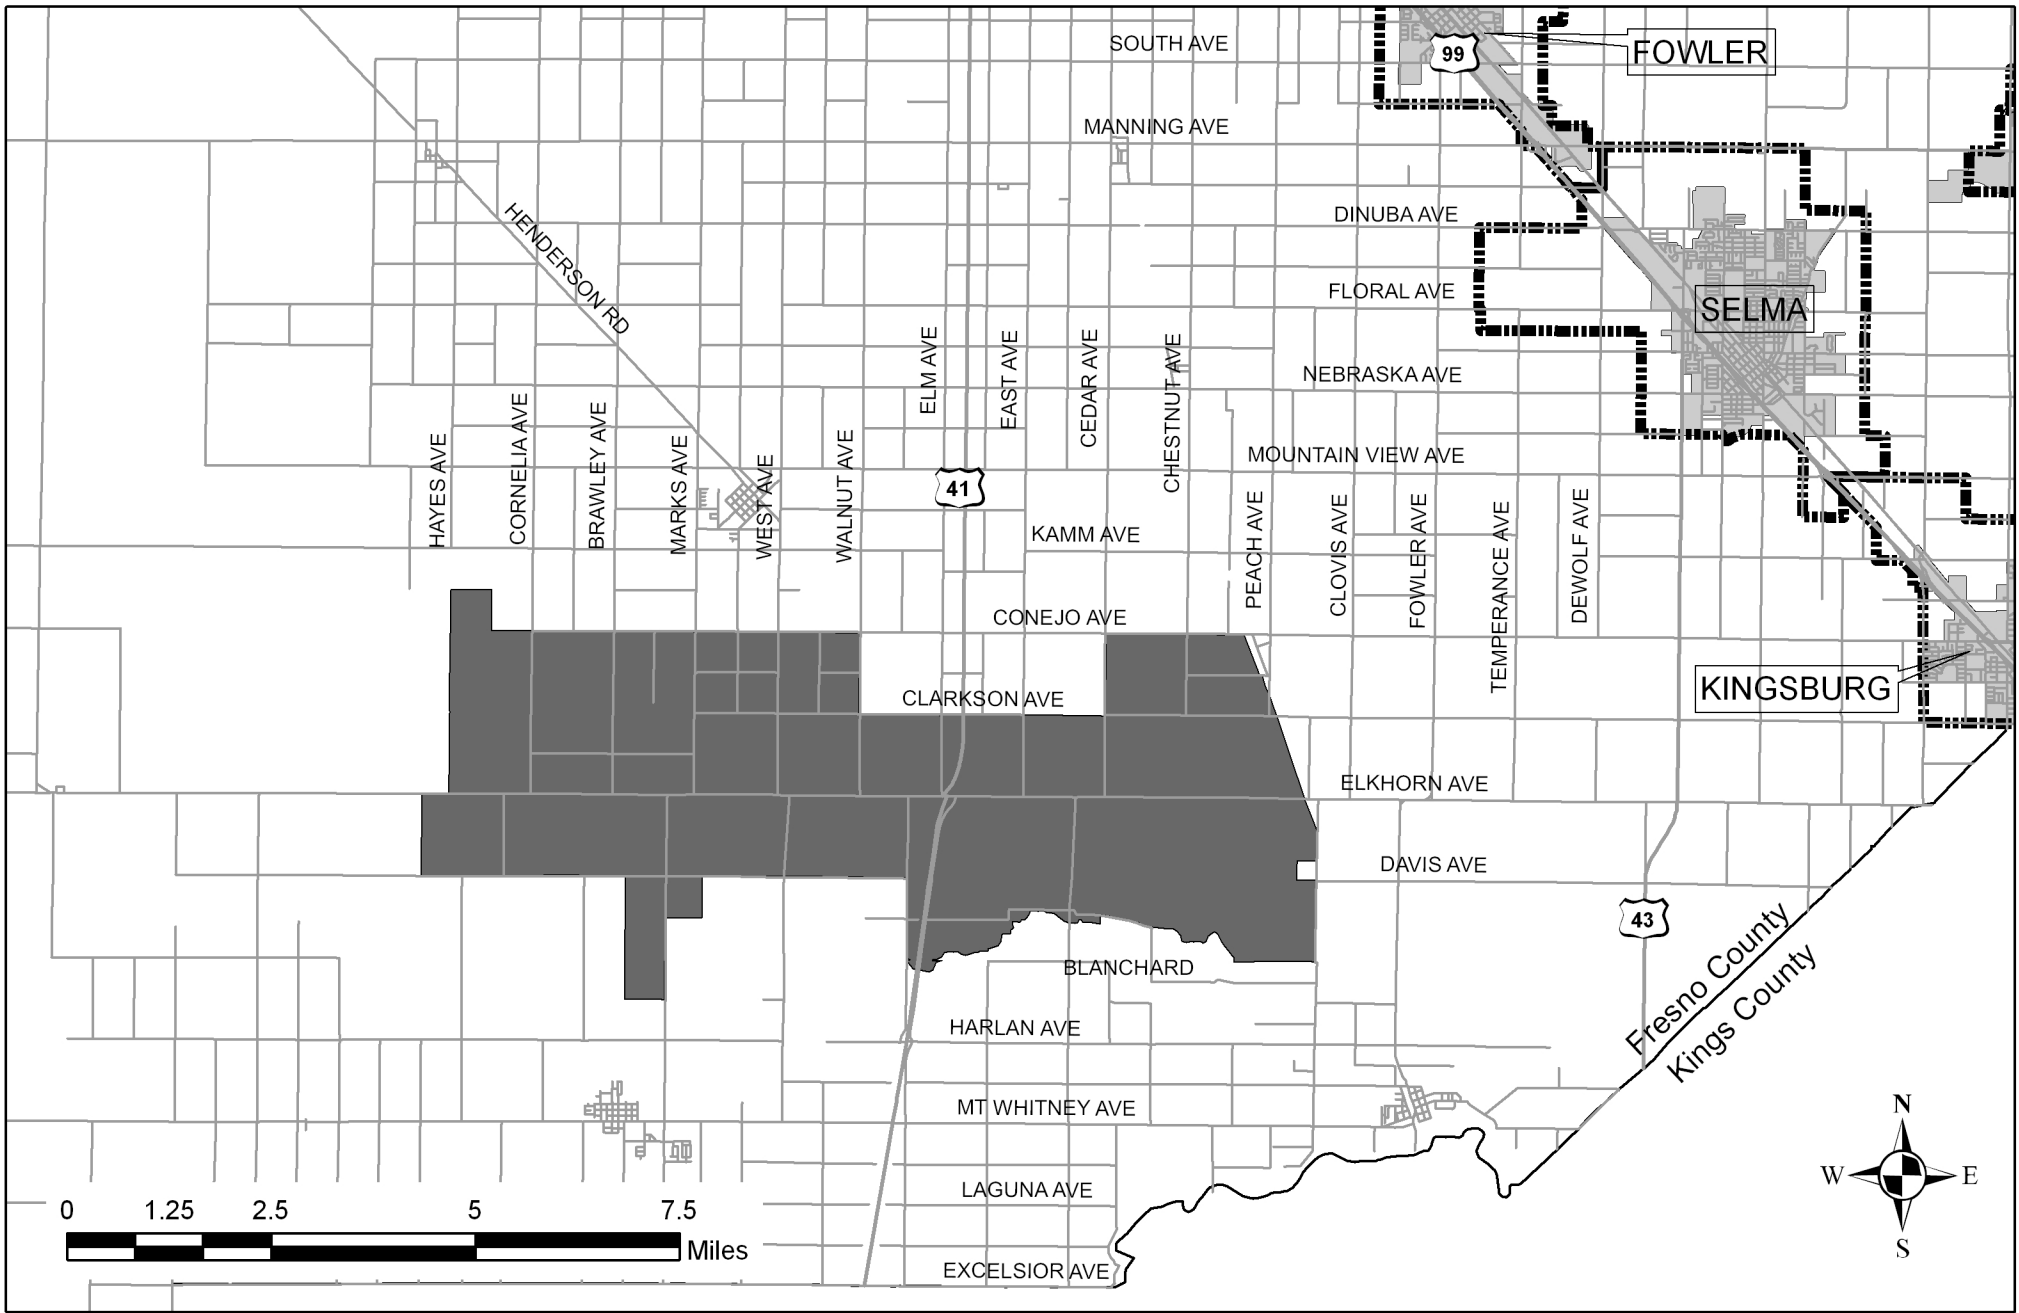 SOUTH AVE
99
FOWLER
MANNING AVE
HENDERSON RD
DINUBA AVE
FLORAL AVE
SELMA
ELM AVE
EAST AVE
CEDAR AVE
CHESTNUT AVE
NEBRASKA AVE
HAYES AVE
CORNELIA AVE
BRAWLEY AVE
MARKS AVE
WEST AVE
WALNUT AVE
41
MOUNTAIN VIEW AVE
KAMM AVE
PEACH AVE
CLOVIS AVE
FOWLER AVE
TEMPERANCE AVE
DEWOLF AVE
CONEJO AVE
CLARKSON AVE
KINGSBURG
ELKHORN AVE
DAVIS AVE
43
BLANCHARD
Fresno County
Kings County
HARLAN AVE
MT WHITNEY AVE
LAGUNA AVE
EXCELSIOR AVE
N
W E
S
0 1.25 2.5 5 7.5
Miles